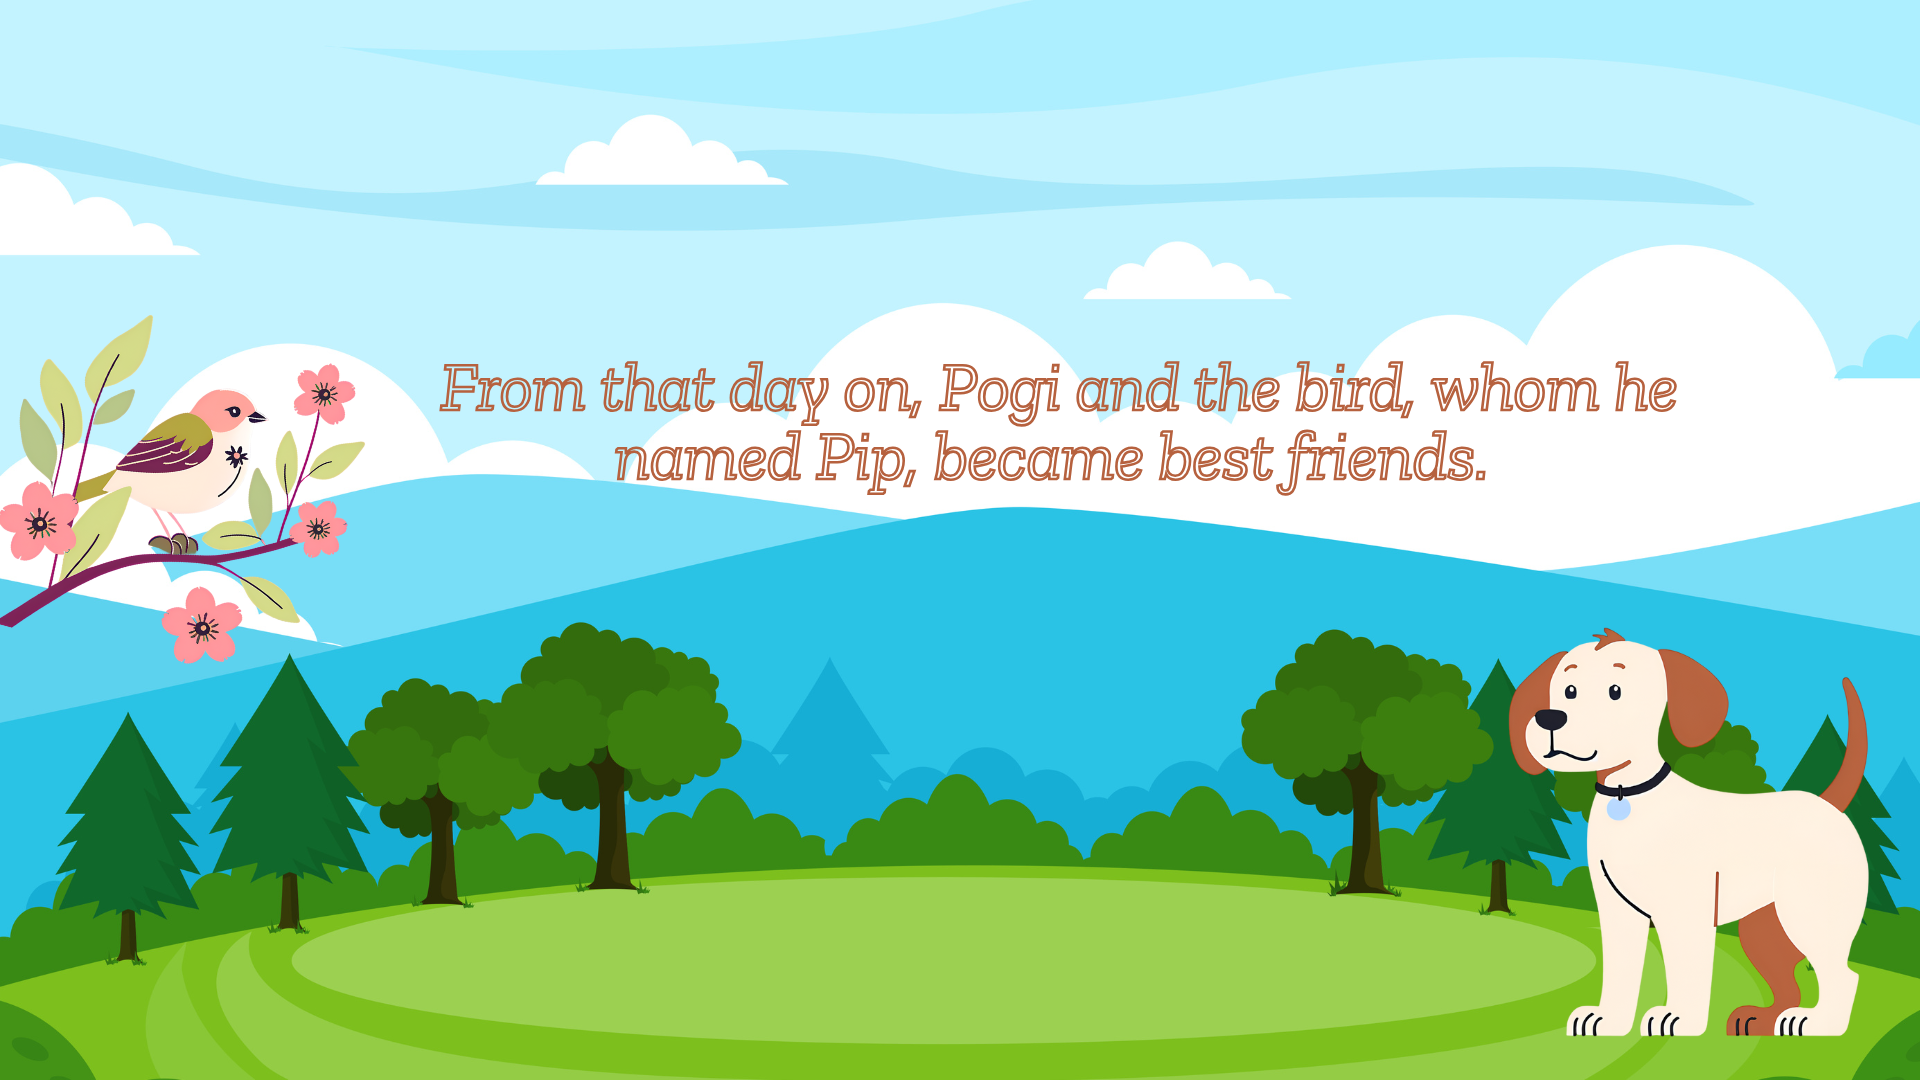 From that day on, Pogi and the bird, whom he
named Pip, became best friends.